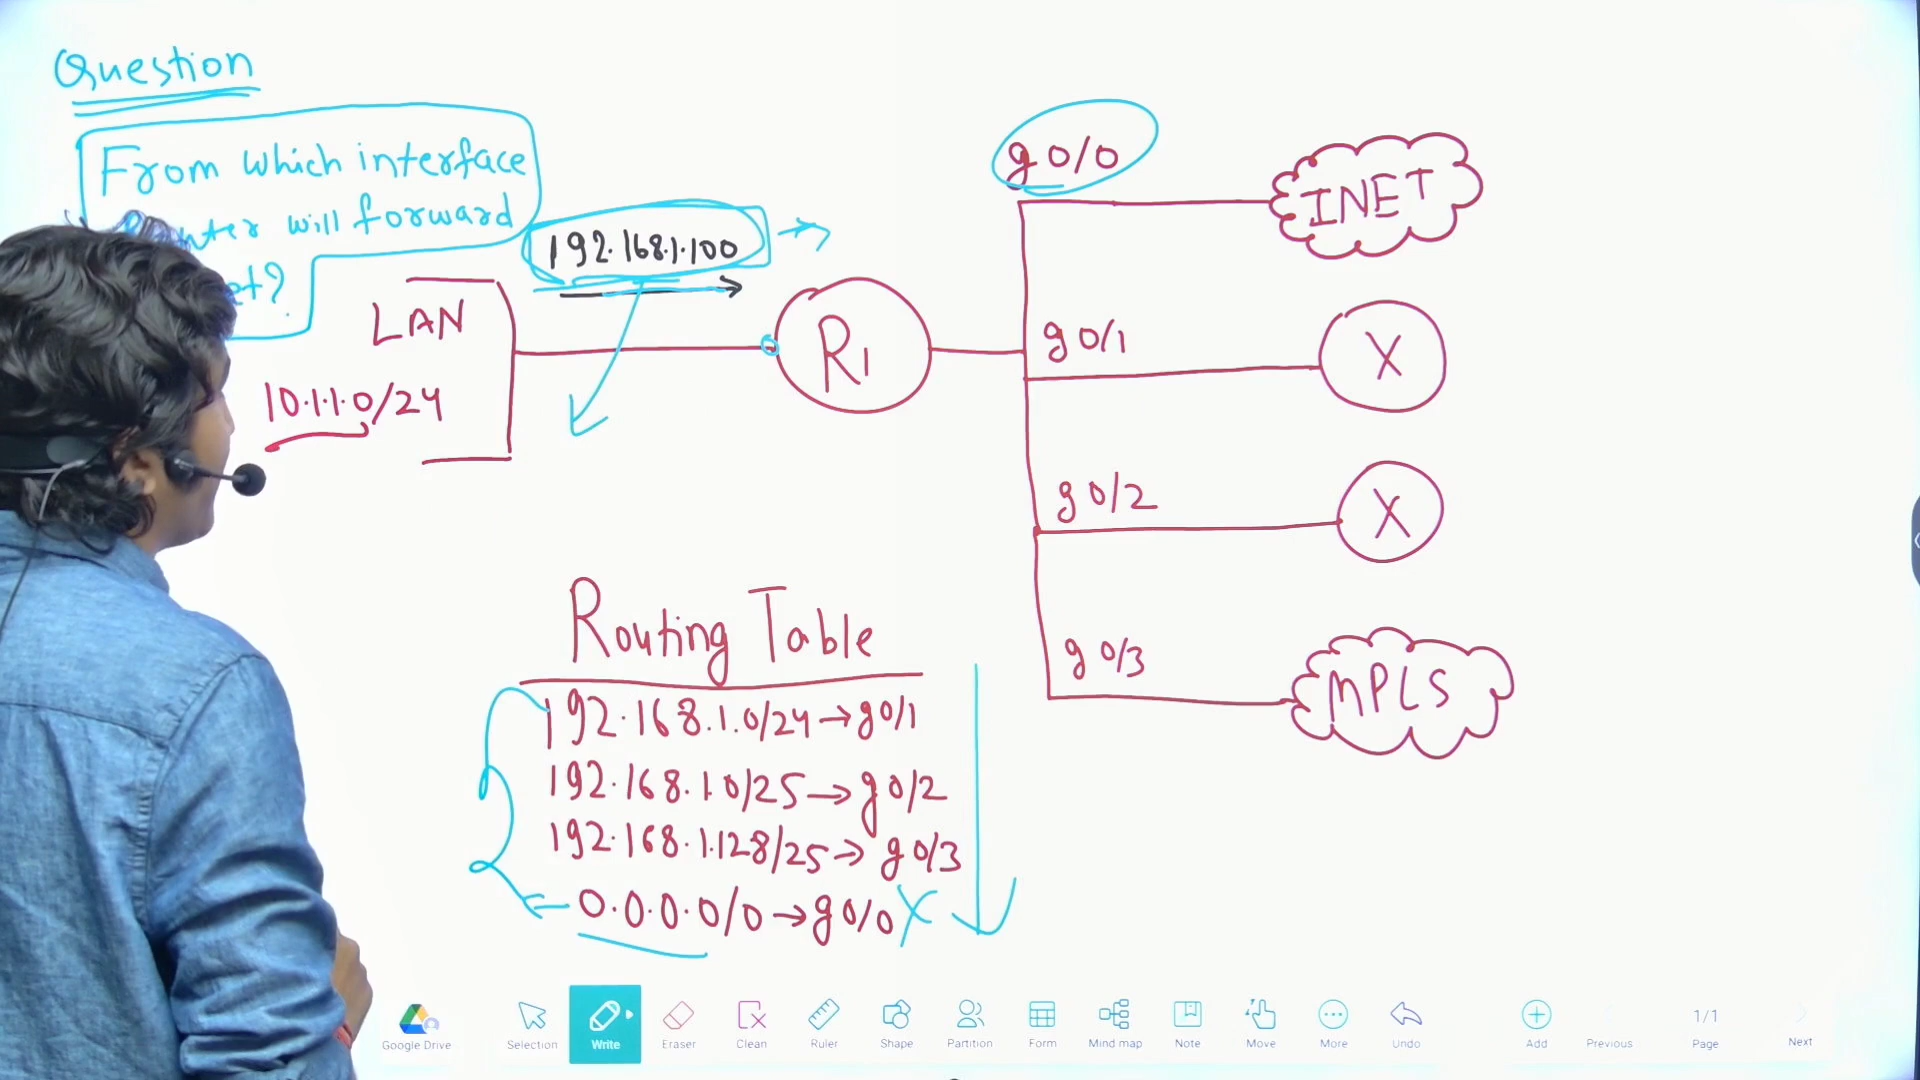 Question
From which interface
will forward
192.168.1.100
LAN
10.1.1.0/24
R1
g0/0
INET
g0/1
X
g0/2
X
g0/3
MPLS
Routing Table
192.168.1.0/24→g0/1
192.168.1.0/25→g0/2
192.168.1.128/25→g0/3
0.0.0.0/0→g0/0 X
Google Drive
Selection
Write
Eraser
Clean
Ruler
Shape
Partition
Form
Mind map
Note
Move
More
Undo
Add
Previous
1/1
Page
Next